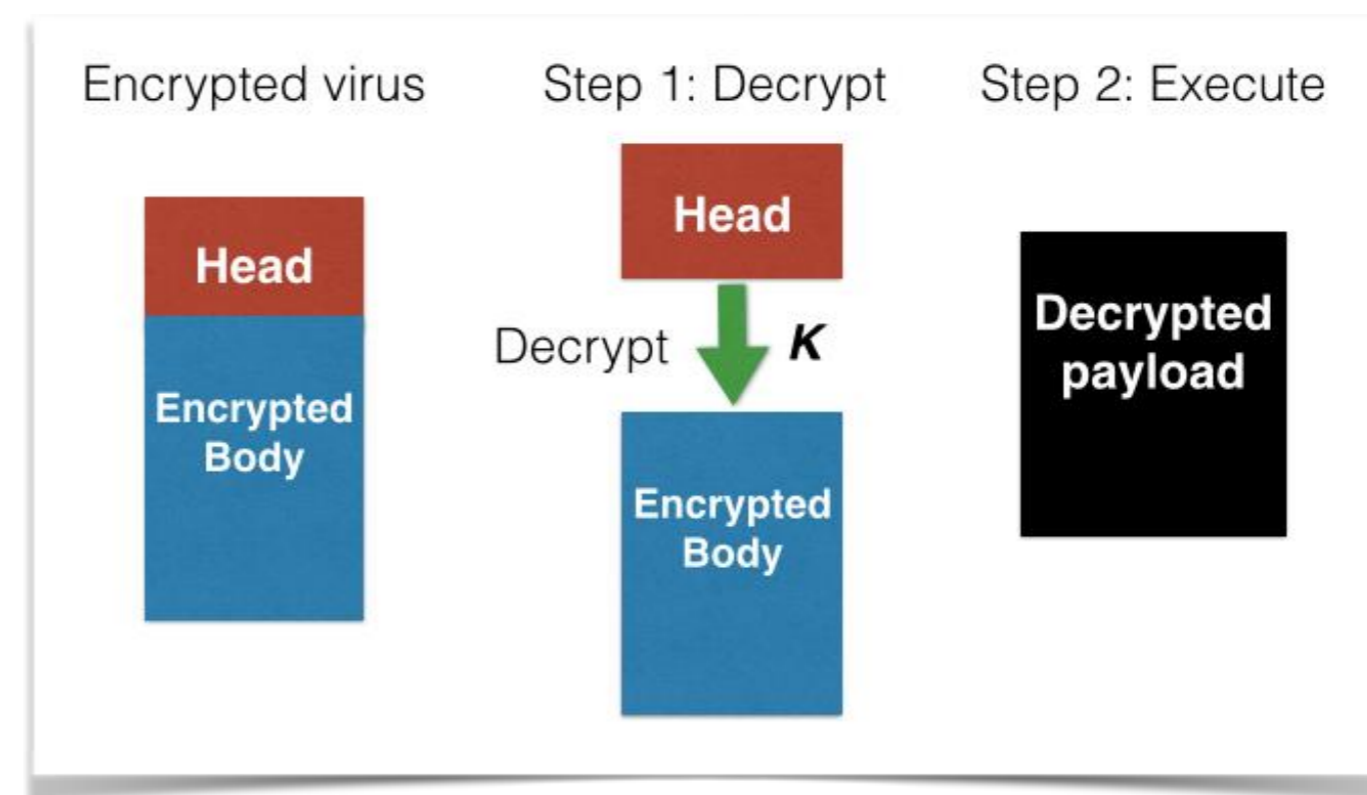 Encrypted virus
Head
Encrypted
Body
Step 1: Decrypt
Head
Decrypt
K
Encrypted
Body
Step 2: Execute
Decrypted
payload